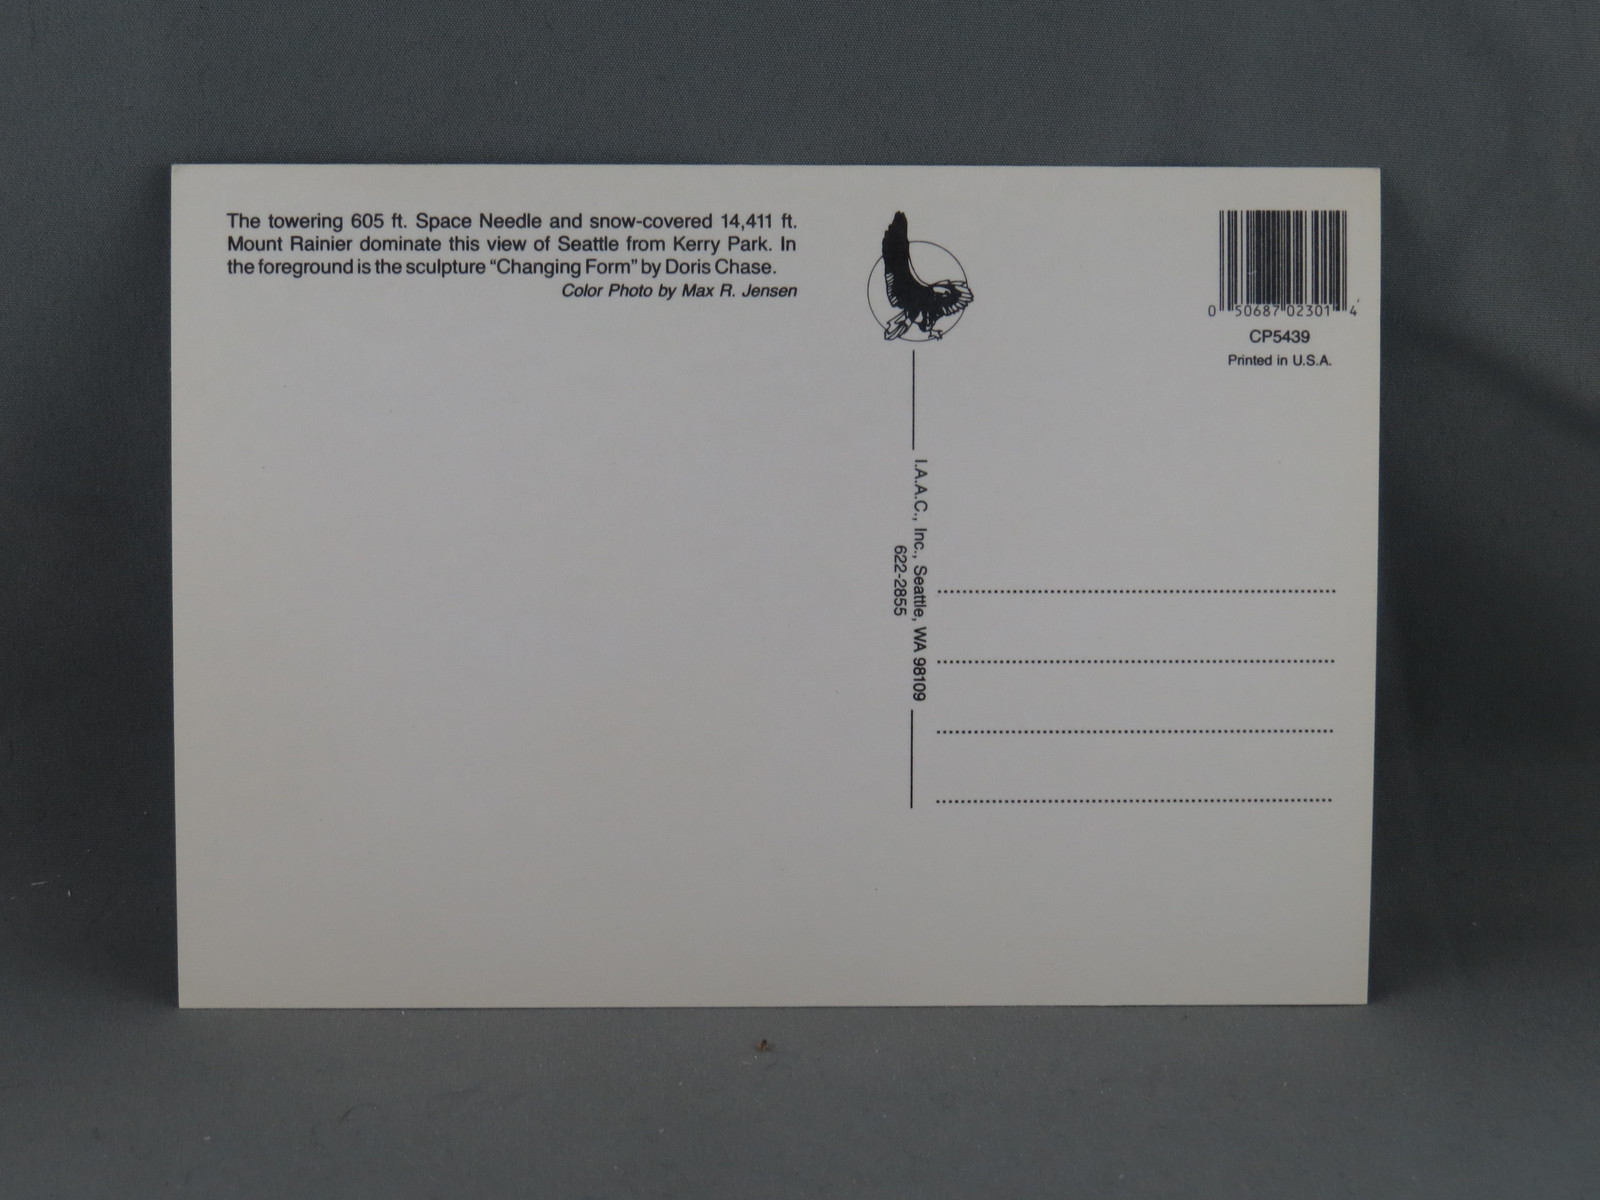 The towering 605 ft. Space Needle and snow-covered 14,411 ft.
Mount Rainier dominate this view of Seattle from Kerry Park. In
the foreground is the sculpture “Changing Form” by Doris Chase.
Color Photo by Max R. Jensen
I.A.A.C., Inc., Seattle, WA 98109
622-2855
0 50687 02301 4
CP5439
Printed in U.S.A.